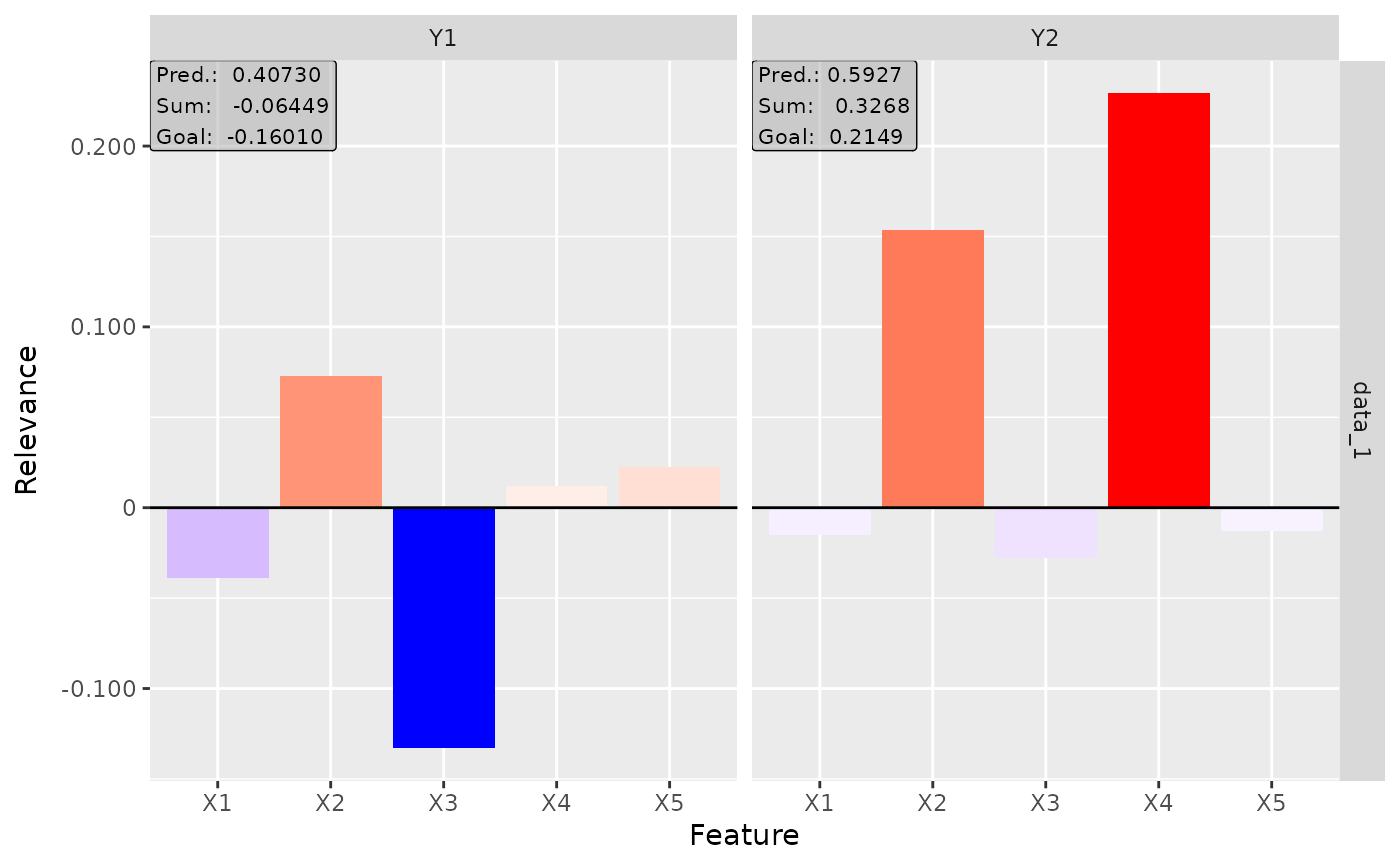 Y1
Y2
Pred.: 0.40730
Sum: -0.06449
Goal: -0.16010
Pred.: 0.5927
Sum: 0.3268
Goal: 0.2149
0.200
0.100
0
-0.100
Relevance
data_1
X1 X2 X3 X4 X5
X1 X2 X3 X4 X5
Feature